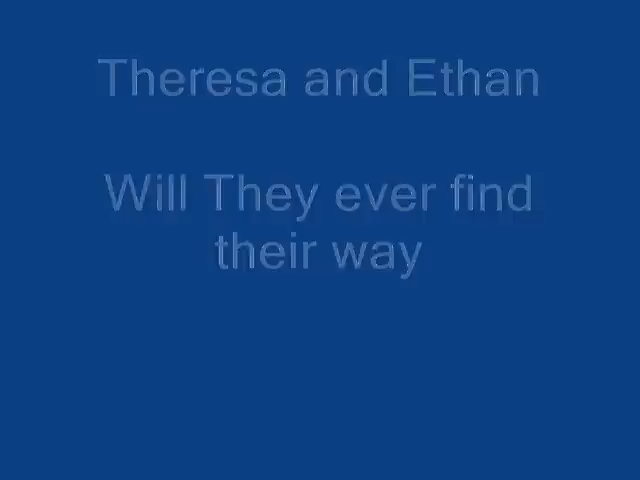 Theresa and Ethan
Will They ever find
their way